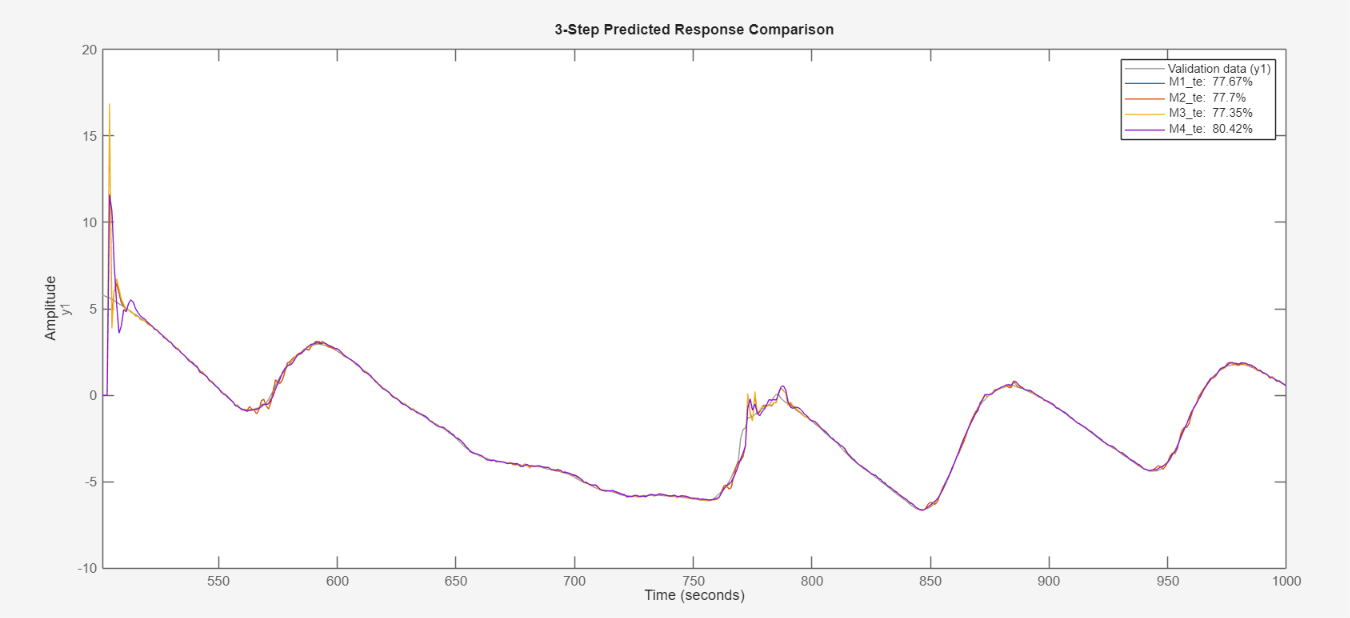 3-Step Predicted Response Comparison
Validation data (y1)
M1_te: 77.67%
M2_te: 77.7%
M3_te: 77.35%
M4_te: 80.42%
Amplitude
y1
20
15
10
5
0
-5
-10
550 600 650 700 750 800 850 900 950 1000
Time (seconds)